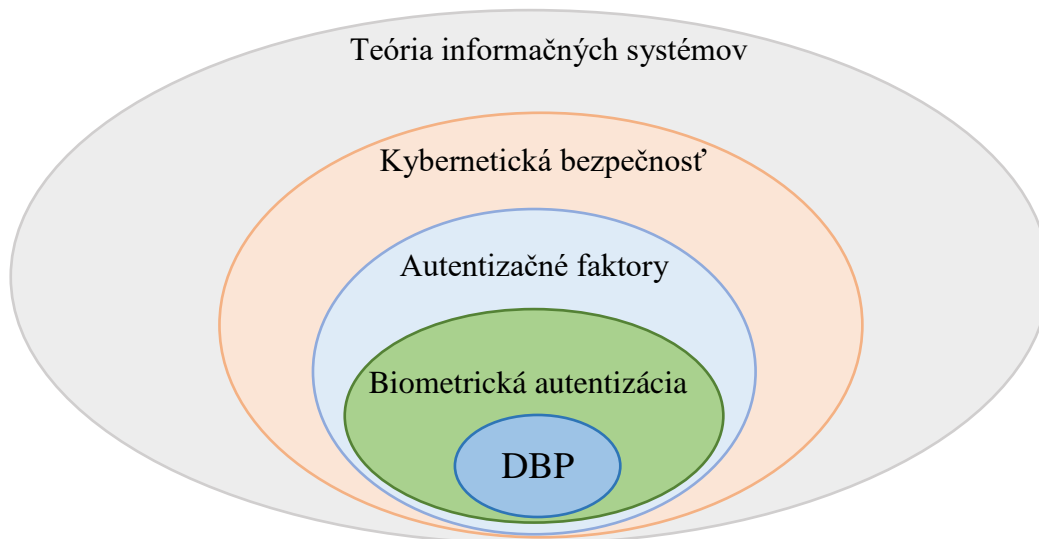 Teória informačných systémov
Kybernetická bezpečnosť
Autentizačné faktory
Biometrická autentizácia
DBP